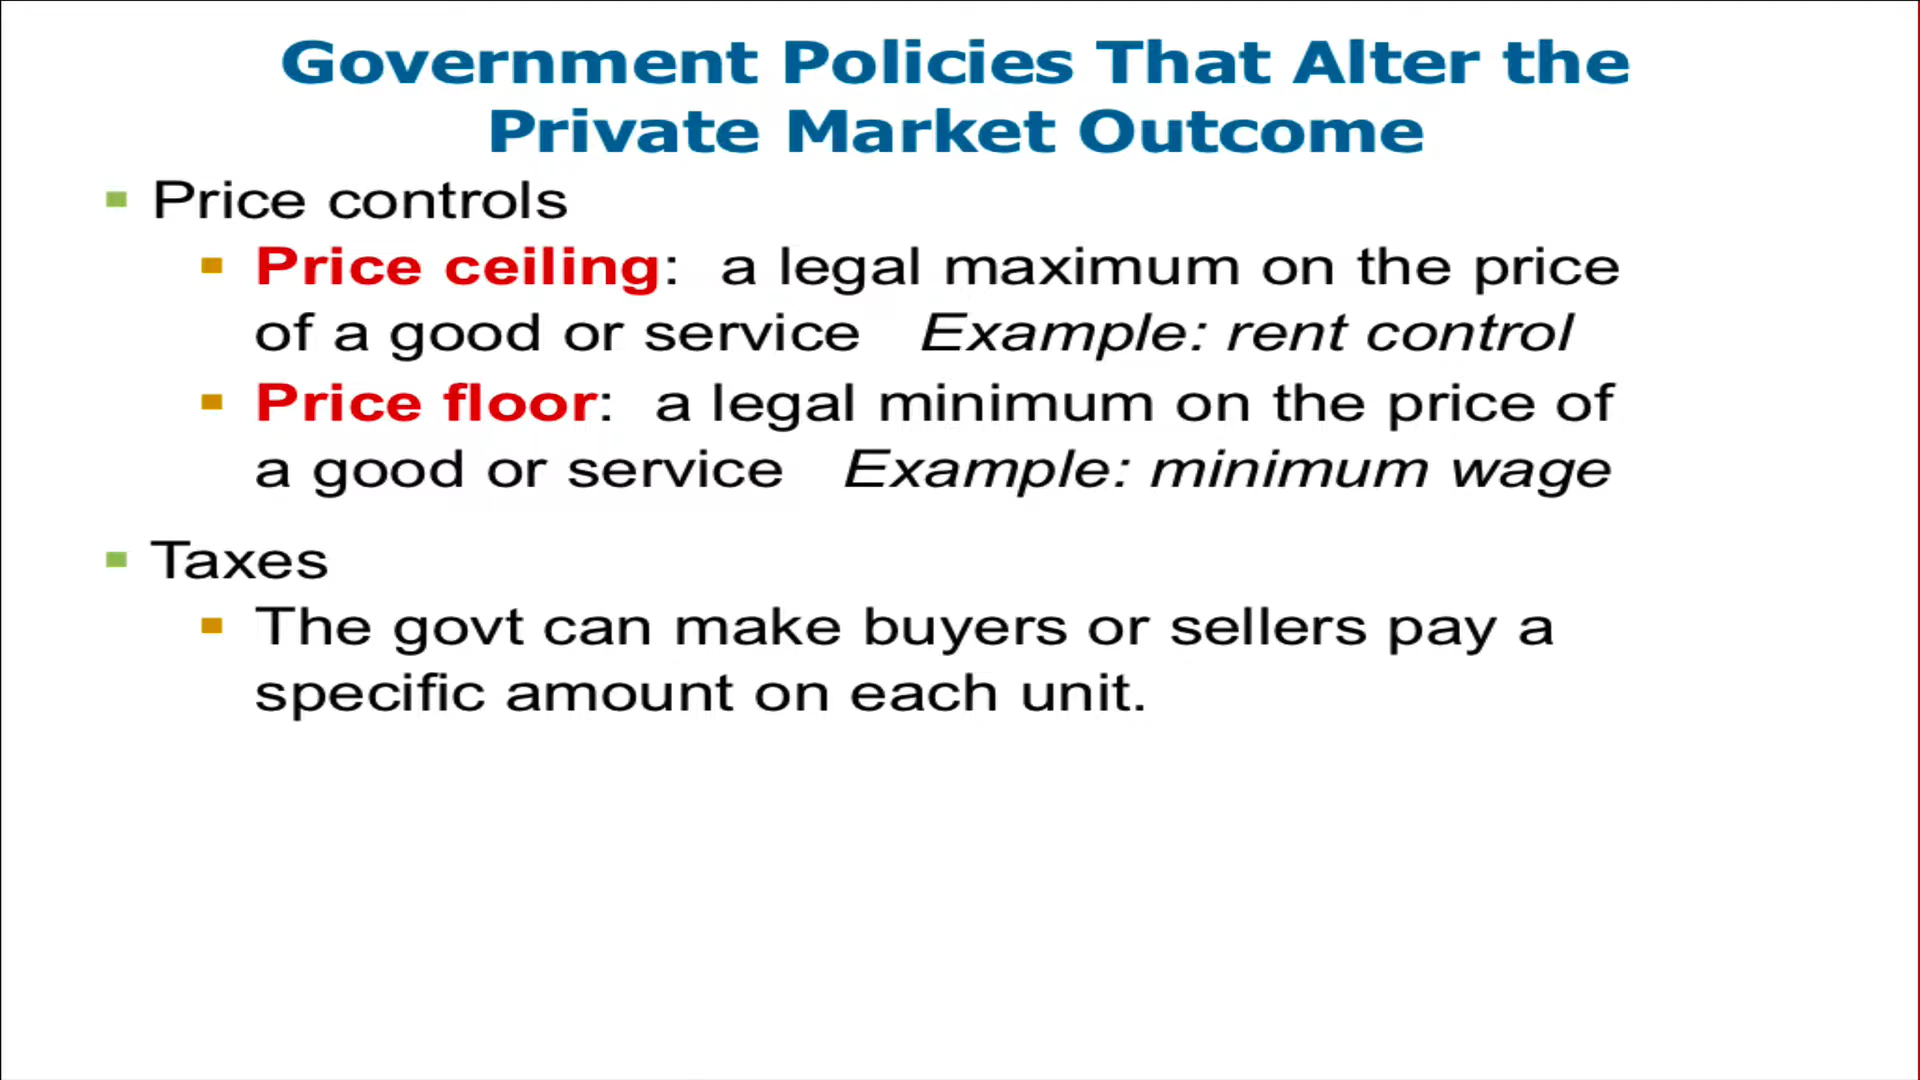 Government Policies That Alter the
Private Market Outcome
Price controls
Price ceiling: a legal maximum on the price
of a good or service Example: rent control
Price floor: a legal minimum on the price of
a good or service Example: minimum wage
Taxes
The govt can make buyers or sellers pay a
specific amount on each unit.